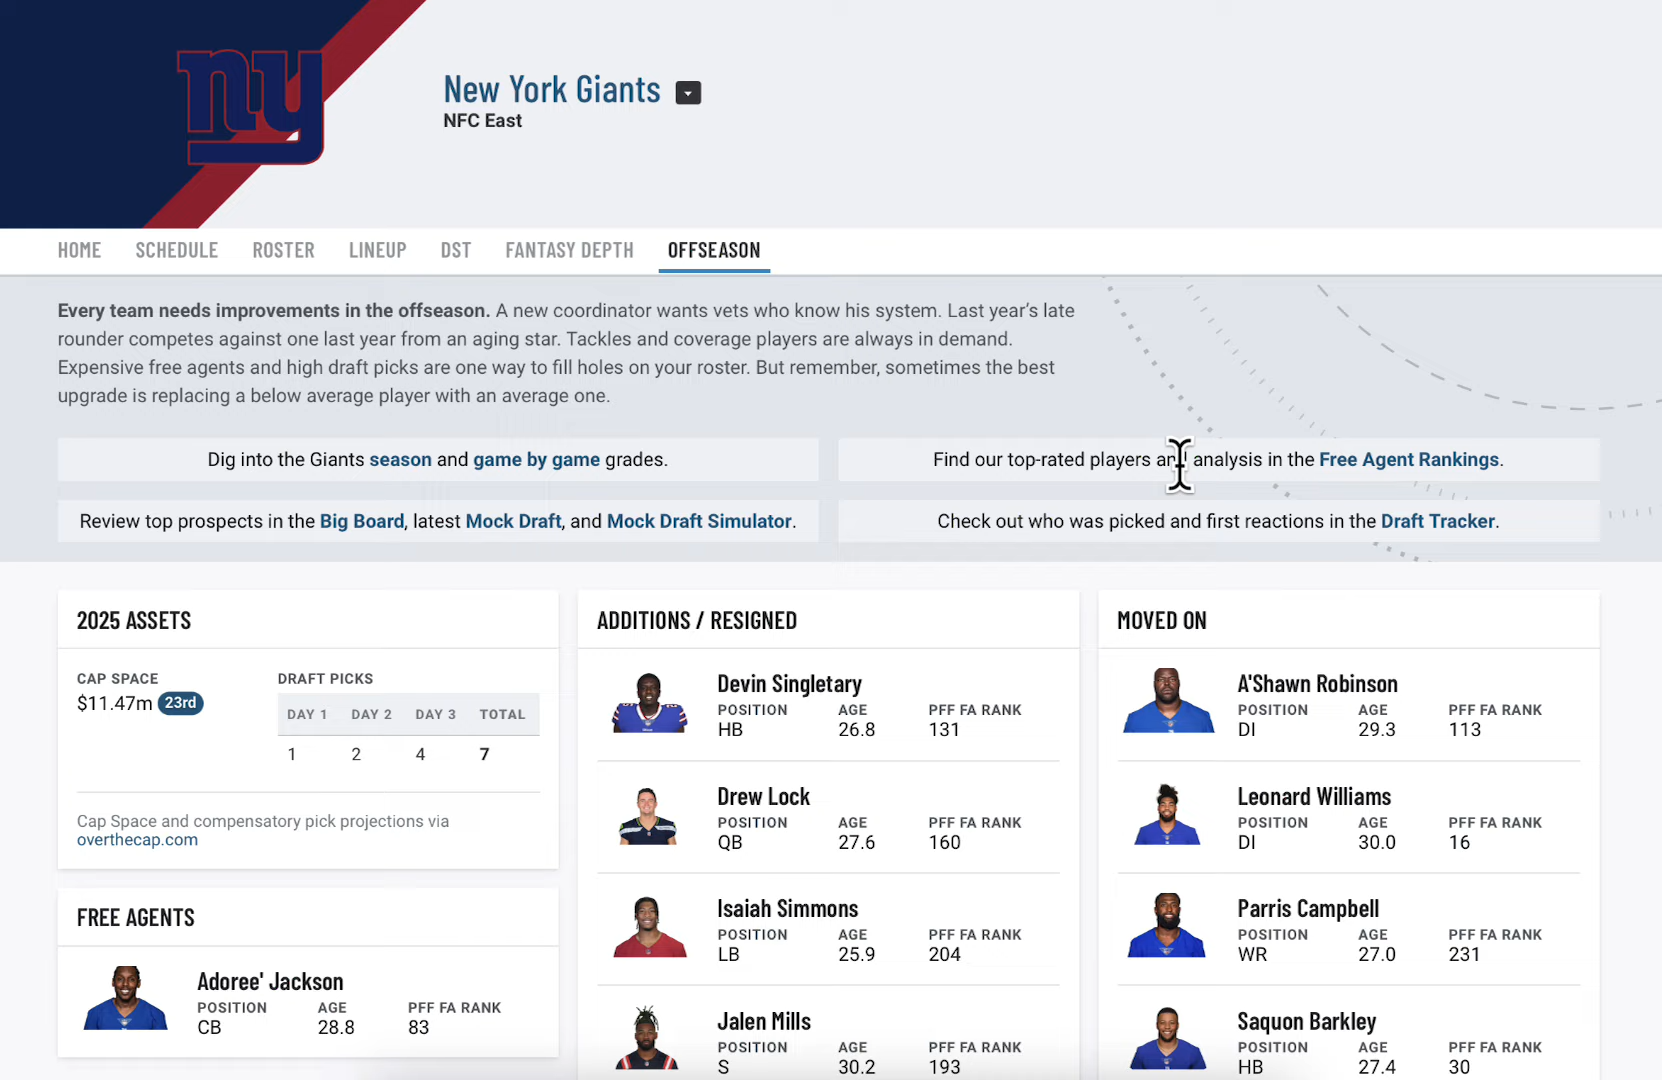 ny
New York Giants
NFC East
HOME SCHEDULE ROSTER LINEUP DST FANTASY DEPTH OFFSEASON
Every team needs improvements in the offseason. A new coordinator wants vets who know his system. Last year's late
rounder competes against one last year from an aging star. Tackles and coverage players are always in demand.
Expensive free agents and high draft picks are one way to fill holes on your roster. But remember, sometimes the best
upgrade is replacing a below average player with an average one.
Dig into the Giants season and game by game grades.
Find our top-rated players and analysis in the Free Agent Rankings.
Review top prospects in the Big Board, latest Mock Draft, and Mock Draft Simulator.
Check out who was picked and first reactions in the Draft Tracker.
2025 ASSETS
CAP SPACE
$11.47m 23rd
DRAFT PICKS
DAY 1 DAY 2 DAY 3 TOTAL
1 2 4 7
Cap Space and compensatory pick projections via
overthecap.com
FREE AGENTS
Adoree' Jackson
POSITION AGE PFF FA RANK
CB 28.8 83
ADDITIONS / RESIGNED
Devin Singletary
POSITION AGE PFF FA RANK
HB 26.8 131
Drew Lock
POSITION AGE PFF FA RANK
QB 27.6 160
Isaiah Simmons
POSITION AGE PFF FA RANK
LB 25.9 204
Jalen Mills
POSITION AGE PFF FA RANK
S 30.2 193
MOVED ON
A'Shawn Robinson
POSITION AGE PFF FA RANK
DI 29.3 113
Leonard Williams
POSITION AGE PFF FA RANK
DI 30.0 16
Parris Campbell
POSITION AGE PFF FA RANK
WR 27.0 231
Saquon Barkley
POSITION AGE PFF FA RANK
HB 27.4 30